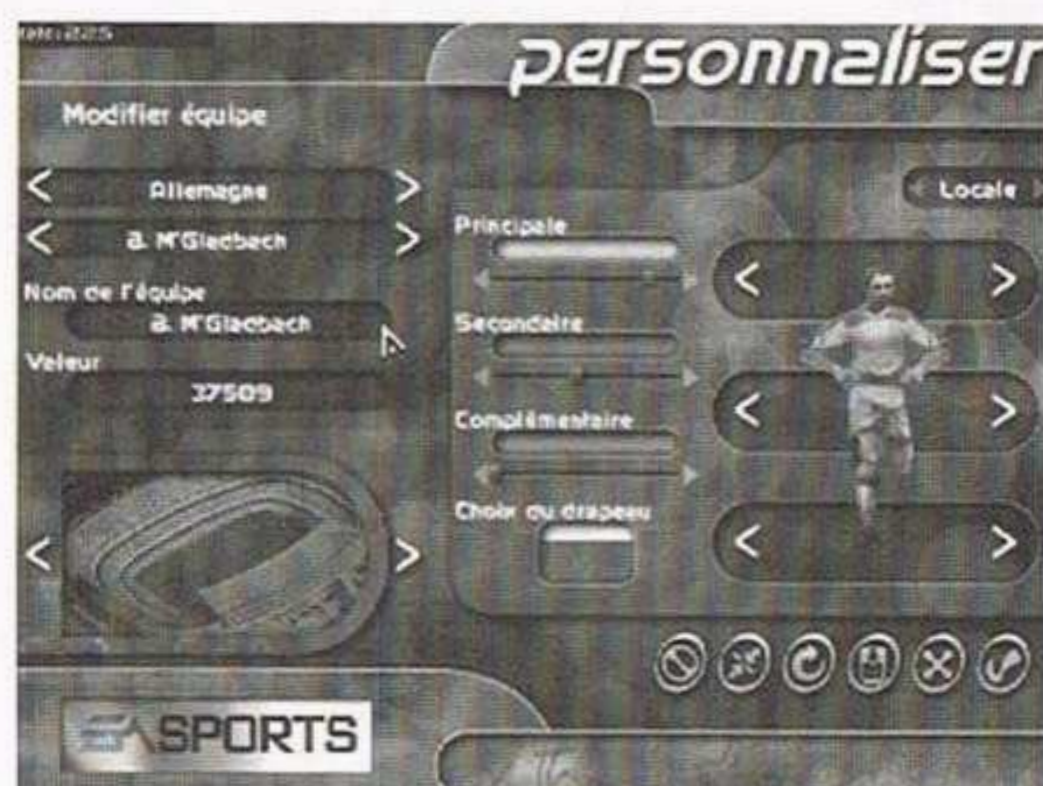 personnaliser
Modifier équipe
Allemagne
B. M'Gladbach
Nom de l'équipe
B. M'Gladbach
Valeur
37509
Locale
Principale
Secondaire
Complémentaire
Choix du drapeau
EA SPORTS